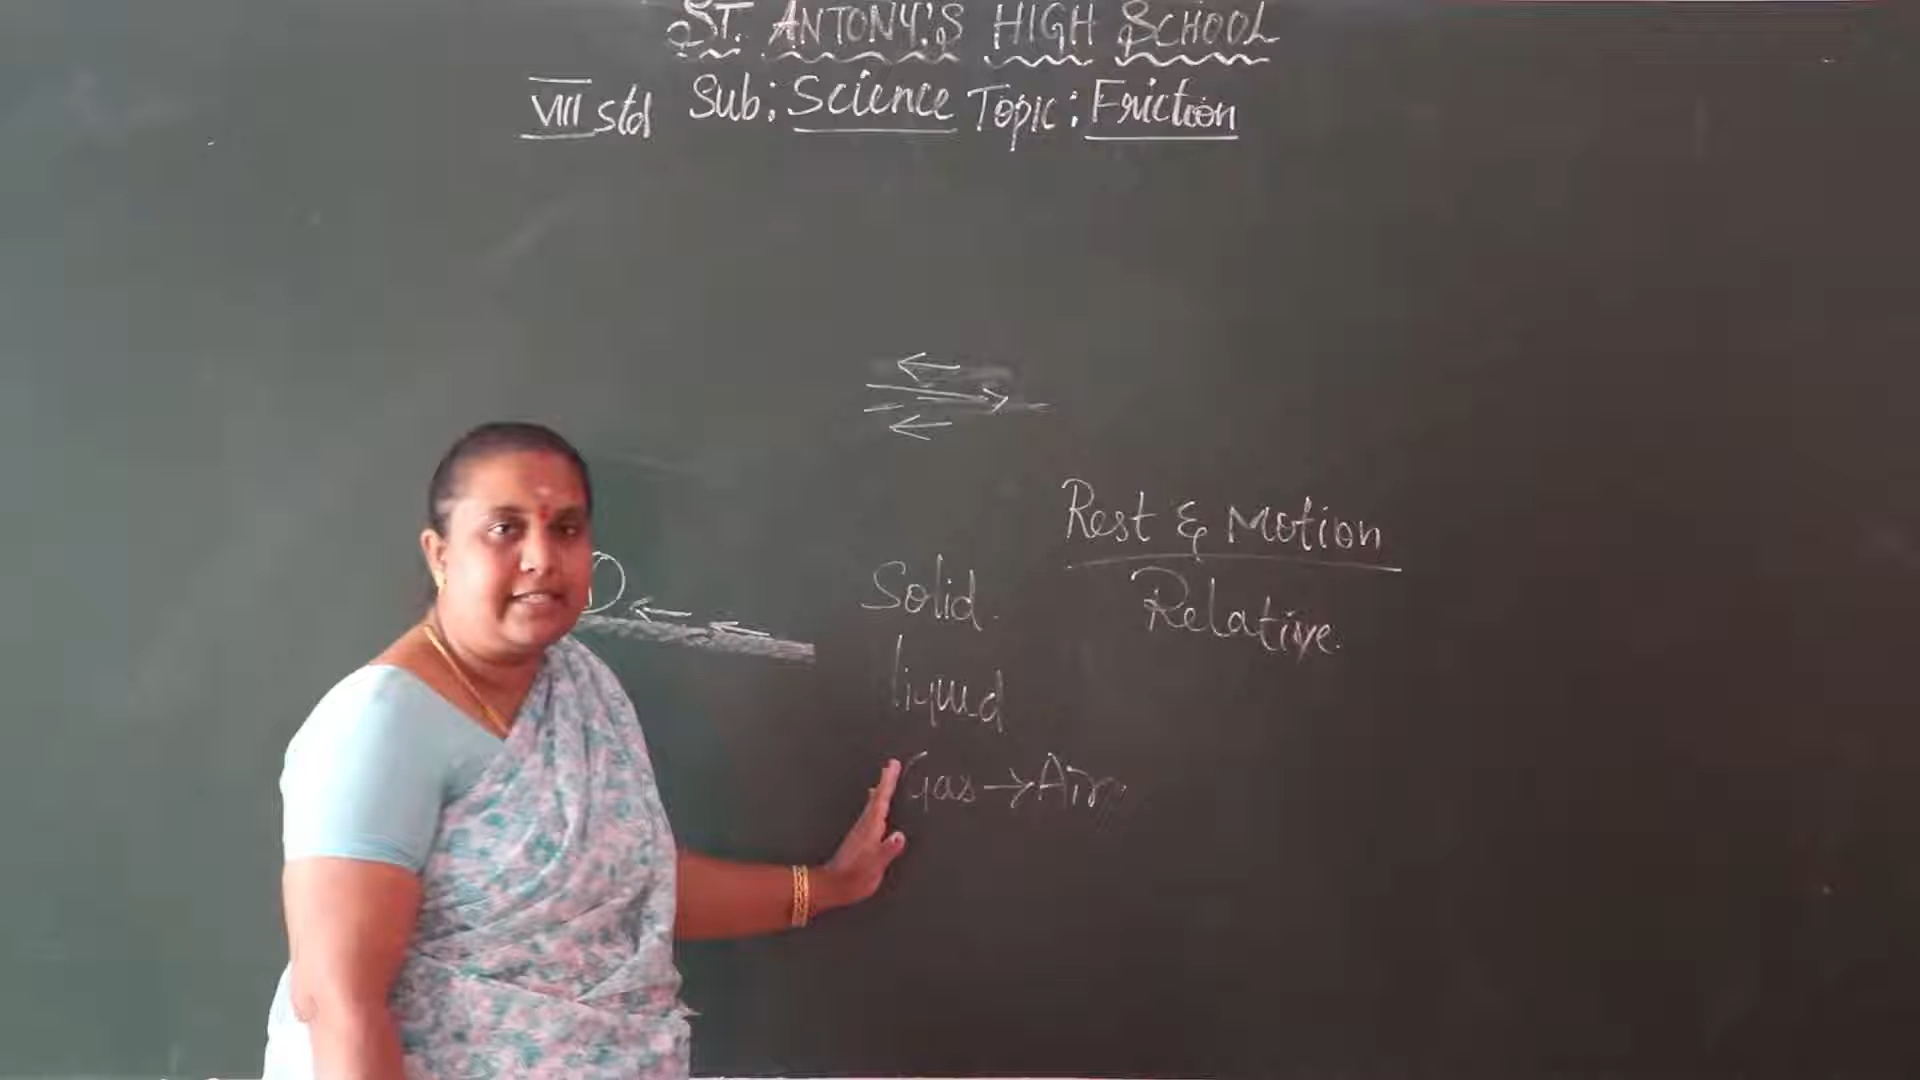 ST. ANTONY'S HIGH SCHOOL
VIII std Sub: Science Topic: Friction
Rest & Motion
Relative.
Solid.
liquid
Gas → Air